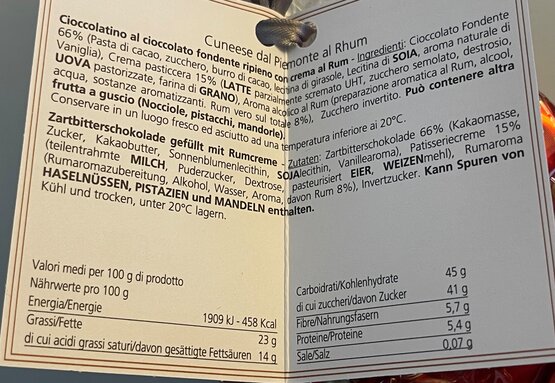 Cuneese dal Piemonte al Rhum
Cioccolatino al cioccolato fondente ripieno con crema al Rum - Ingredienti: Cioccolato Fondente
66% (Pasta di cacao, zucchero, burro di cacao, lecitina di girasole, Lecitina di SOIA, aroma naturale di
Vaniglia), Crema pasticcera 15% (LATTE parzialmente scremato UHT, zucchero semolato, destrosio,
UOVA pastorizzate, farina di GRANO), Aroma alcolico al Rum (preparazione aromatica al Rum, alcool,
acqua, sostanze aromatizzanti. Rum vero sul totale 8%), Zucchero invertito. Può contenere altra
frutta a guscio (Nocciole, pistacchi, mandorle).
Conservare in un luogo fresco ed asciutto ad una temperatura inferiore ai 20°C.
Zartbitterschokolade gefüllt mit Rumcreme - Zutaten: Zartbitterschokolade 66% (Kakaomasse,
Zucker, Kakaobutter, Sonnenblumenlecithin, SOJAlecithin, Vanillearoma), Patisseriecreme 15%
(teilentrahmte MILCH, Puderzucker, Dextrose, pasteurisiert EIER, WEIZENmehl), Rumaroma
(Rumaromazubereitung, Alkohol, Wasser, Aroma, davon Rum 8%), Invertzucker. Kann Spuren von
HASELNÜSSEN, PISTAZIEN und MANDELN enthalten.
Kühl und trocken, unter 20°C lagern.
Valori medi per 100 g di prodotto
Nährwerte pro 100 g
Energia/Energie 1909 kJ - 458 Kcal
Grassi/Fette 23 g
di cui acidi grassi saturi/davon gesättigte Fettsäuren 14 g
Carboidrati/Kohlenhydrate 45 g
di cui zuccheri/davon Zucker 41 g
Fibre/Nahrungsfasern 5,7 g
Proteine/Proteine 5,4 g
Sale/Salz 0,07 g